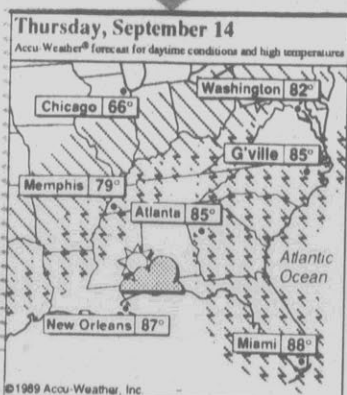 Thursday, September 14
Accu-Weather® forecast for daytime conditions and high temperatures
Washington 82°
Chicago 66°
G'ville 85°
Memphis 79°
Atlanta 85°
Atlantic
Ocean
New Orleans 87°
Miami 88°
©1989 Accu-Weather, Inc.